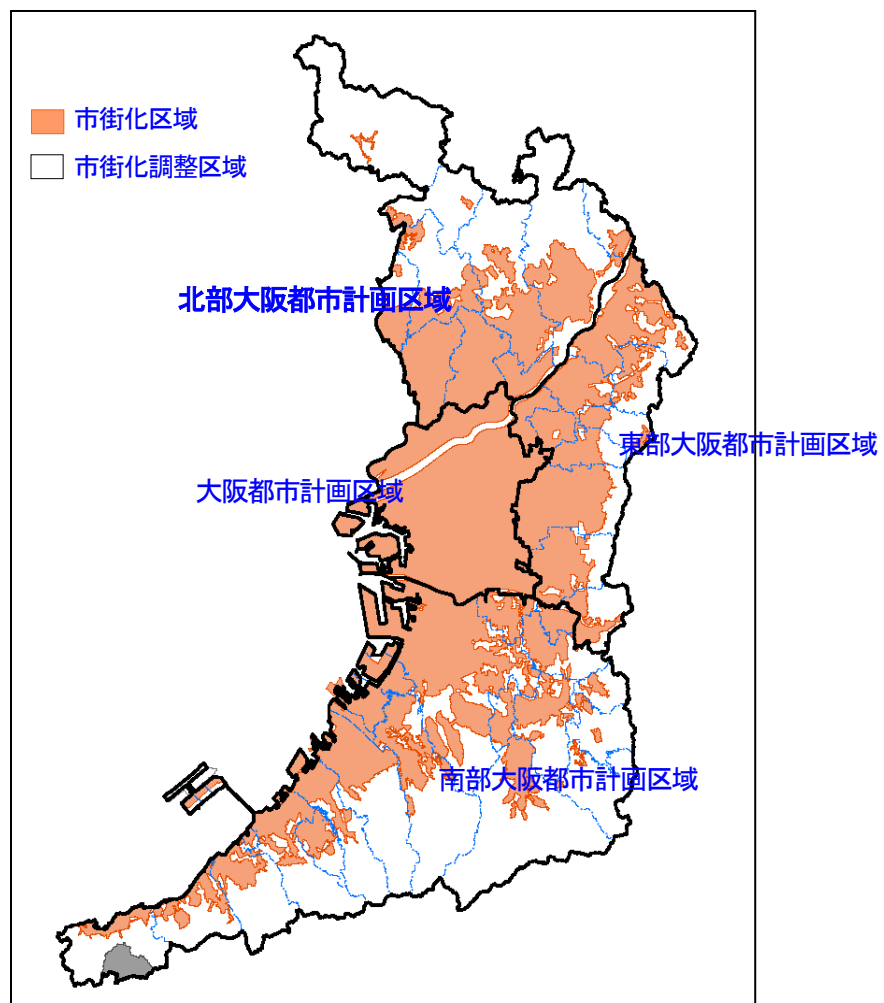 市街化区域
市街化調整区域
北部大阪都市計画区域
東部大阪都市計画区域
大阪都市計画区域
南部大阪都市計画区域